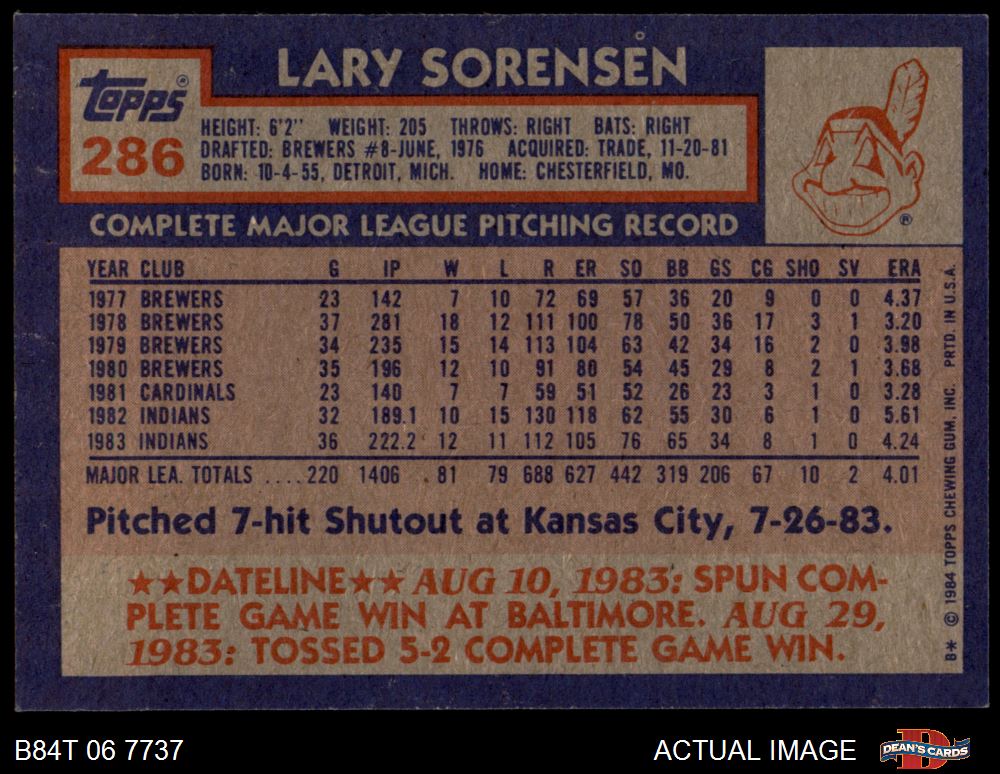 LARY SORENSEN
TOPPS ®
286
HEIGHT: 6'2'' WEIGHT: 205 THROWS: RIGHT BATS: RIGHT
DRAFTED: BREWERS #8-JUNE, 1976 ACQUIRED: TRADE, 11-20-81
BORN: 10-4-55, DETROIT, MICH. HOME: CHESTERFIELD, MO.
®
COMPLETE MAJOR LEAGUE PITCHING RECORD
YEAR CLUB G IP W L R ER SO BB GS CG SHO SV ERA
1977 BREWERS 23 142 7 10 72 69 57 36 20 9 0 0 4.37
1978 BREWERS 37 281 18 12 111 100 78 50 36 17 3 1 3.20
1979 BREWERS 34 235 15 14 113 104 63 42 34 16 2 0 3.98
1980 BREWERS 35 196 12 10 91 80 54 45 29 8 2 1 3.68
1981 CARDINALS 23 140 7 7 59 51 52 26 23 3 1 0 3.28
1982 INDIANS 32 189.1 10 15 130 118 62 55 30 6 1 0 5.61
1983 INDIANS 36 222.2 12 11 112 105 76 65 34 8 1 0 4.24
MAJOR LEA. TOTALS ....220 1406 81 79 688 627 442 319 206 67 10 2 4.01
Pitched 7-hit Shutout at Kansas City, 7-26-83.
★★DATELINE★★ AUG 10, 1983: SPUN COM-
PLETE GAME WIN AT BALTIMORE. AUG 29,
1983: TOSSED 5-2 COMPLETE GAME WIN.
B* © 1984 TOPPS CHEWING GUM, INC. PRTD. IN U.S.A.
B84T 06 7737
ACTUAL IMAGE
DEAN'S CARDS